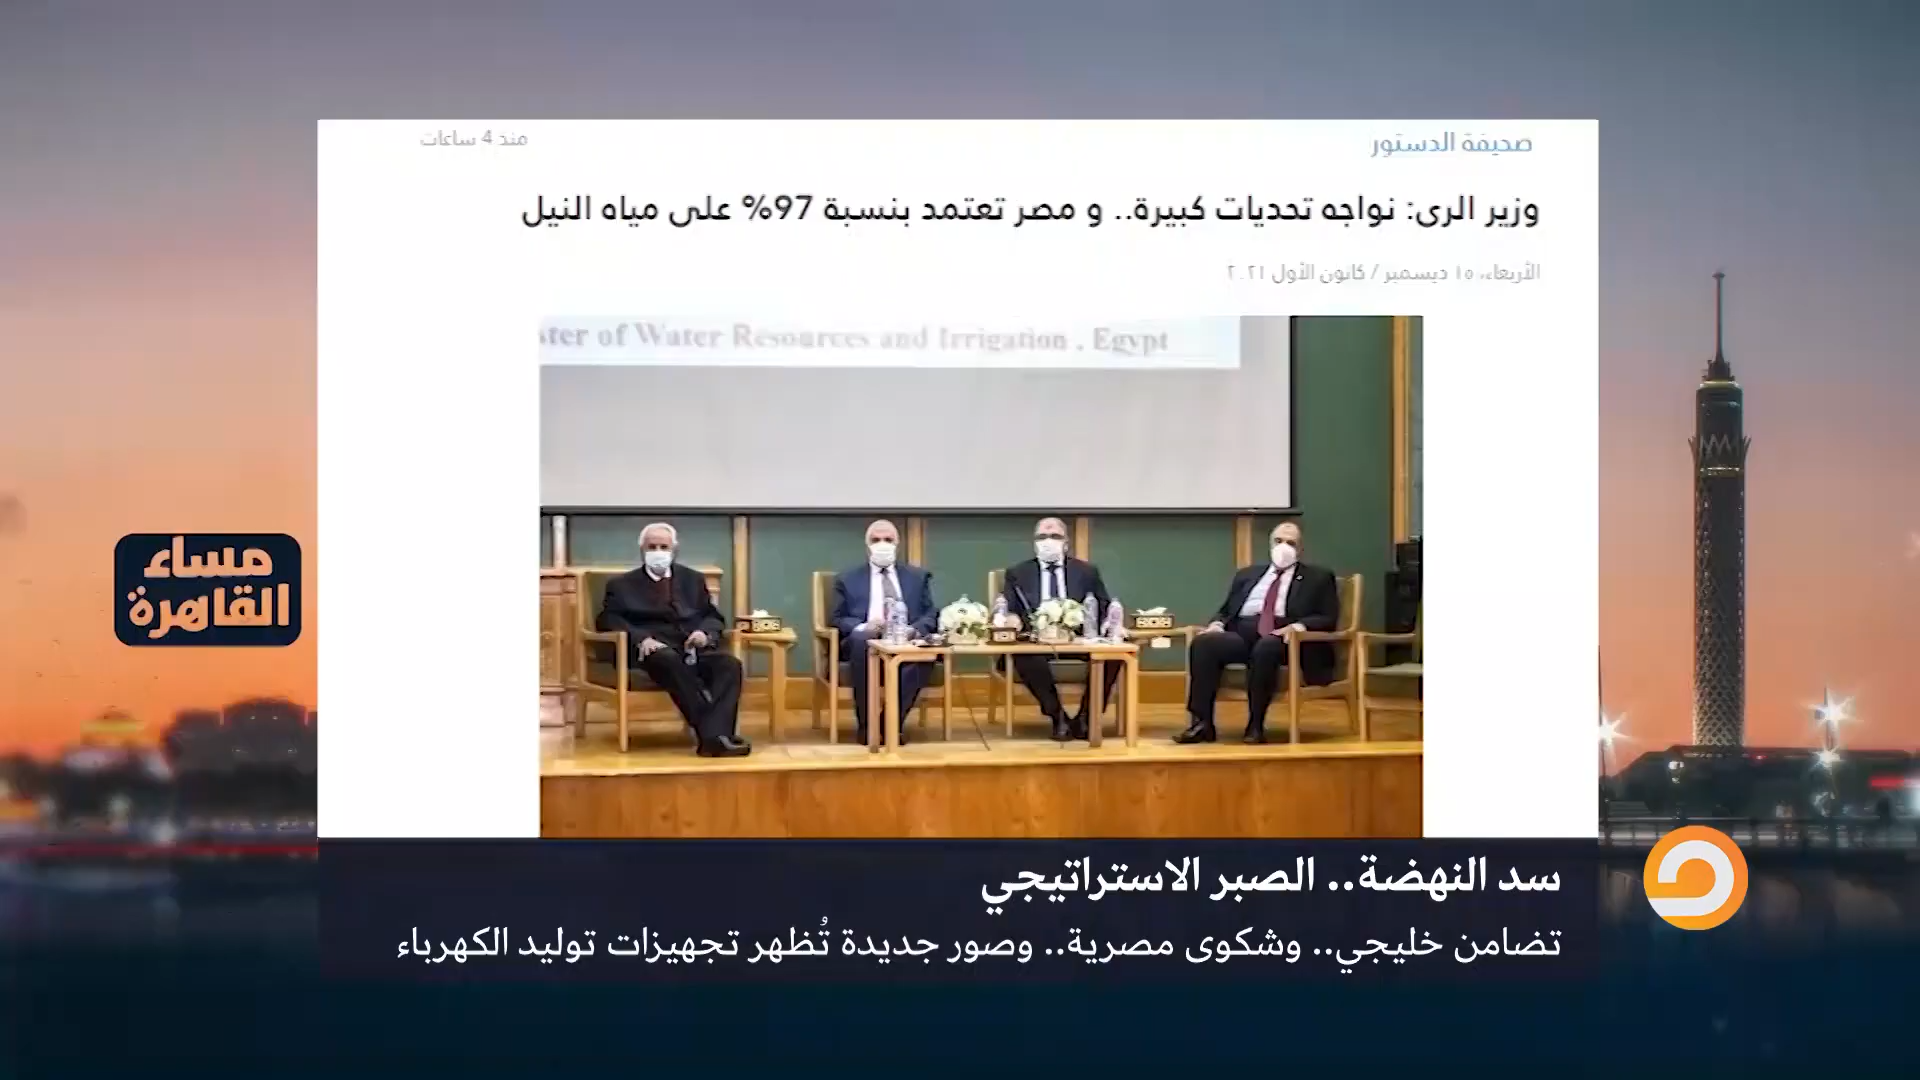 صحيفة الدستور
منذ 4 ساعات
وزير الرى: نواجه تحديات كبيرة.. و مصر تعتمد بنسبة 97% على مياه النيل
الأربعاء، ١٥ ديسمبر / كانون الأول ٢٠٢١
ster of Water Resources and Irrigation . Egypt
مساء
القاهرة
سد النهضة.. الصبر الاستراتيجي
تضامن خليجي.. وشكوى مصرية.. وصور جديدة تُظهر تجهيزات توليد الكهرباء